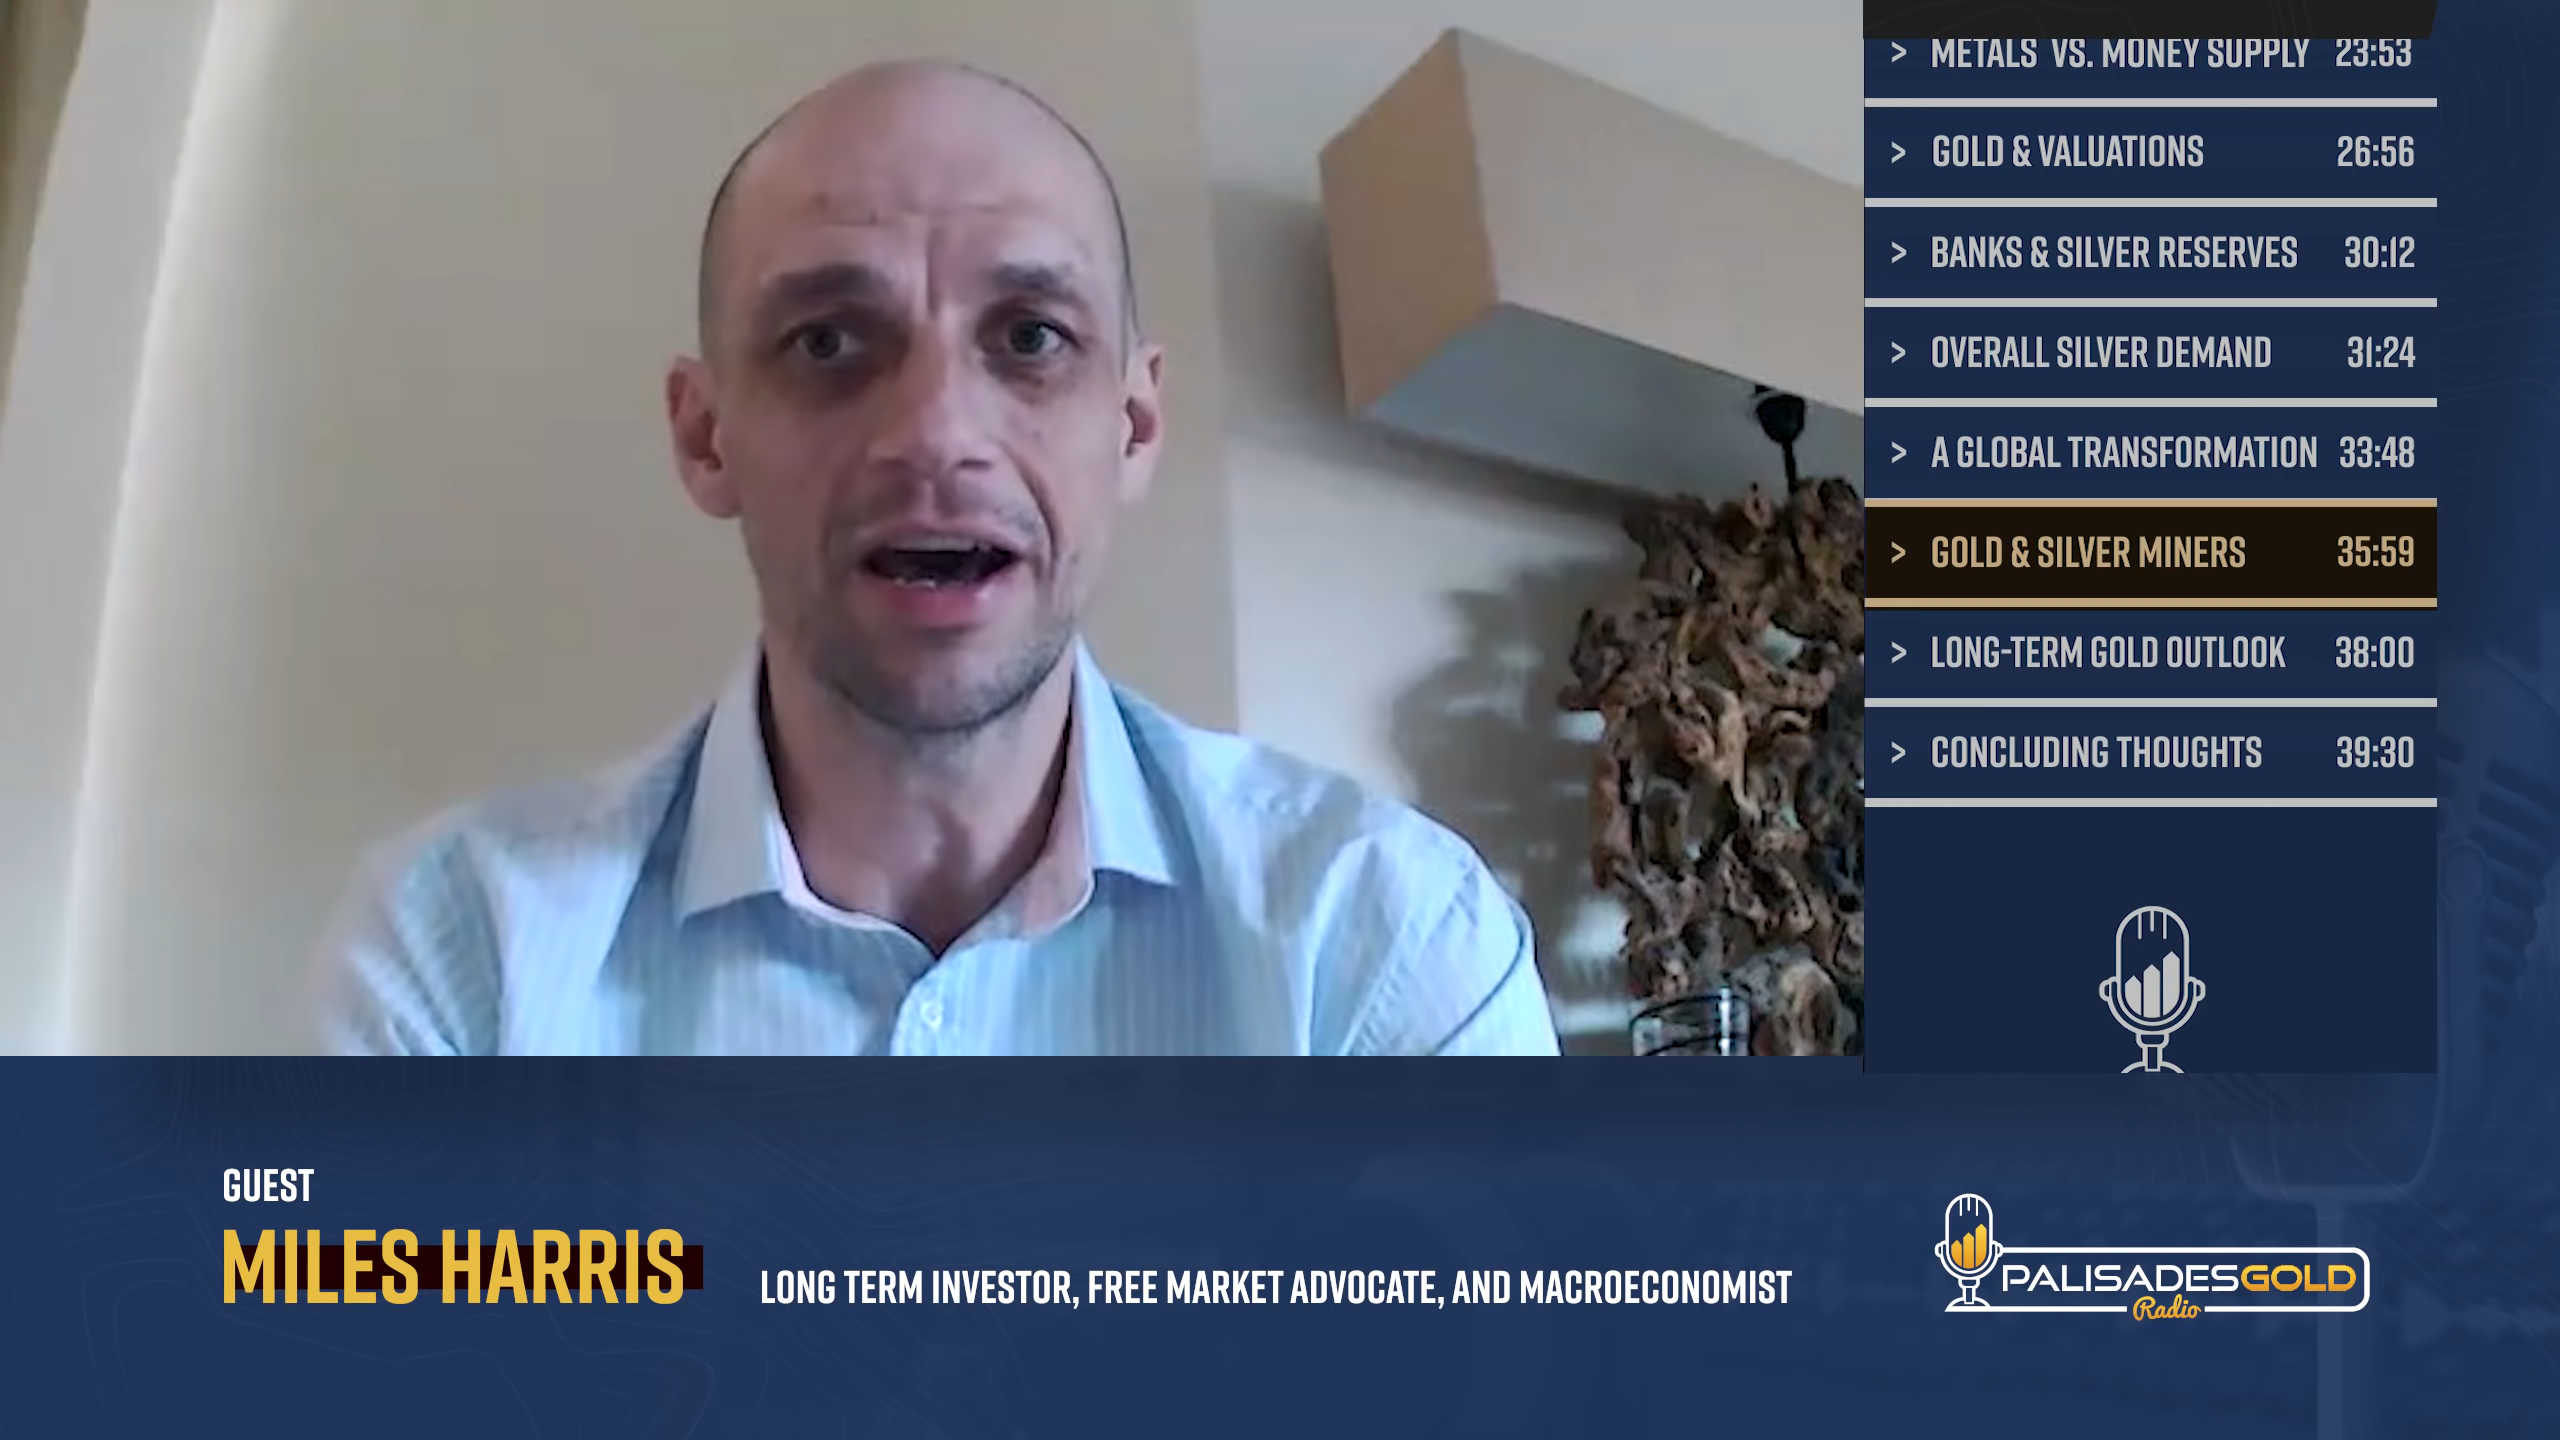 > METALS VS. MONEY SUPPLY 23:53
> GOLD & VALUATIONS 26:56
> BANKS & SILVER RESERVES 30:12
> OVERALL SILVER DEMAND 31:24
> A GLOBAL TRANSFORMATION 33:48
> GOLD & SILVER MINERS 35:59
> LONG-TERM GOLD OUTLOOK 38:00
> CONCLUDING THOUGHTS 39:30
GUEST
MILES HARRIS
LONG TERM INVESTOR, FREE MARKET ADVOCATE, AND MACROECONOMIST
PALISADESGOLD
Radio